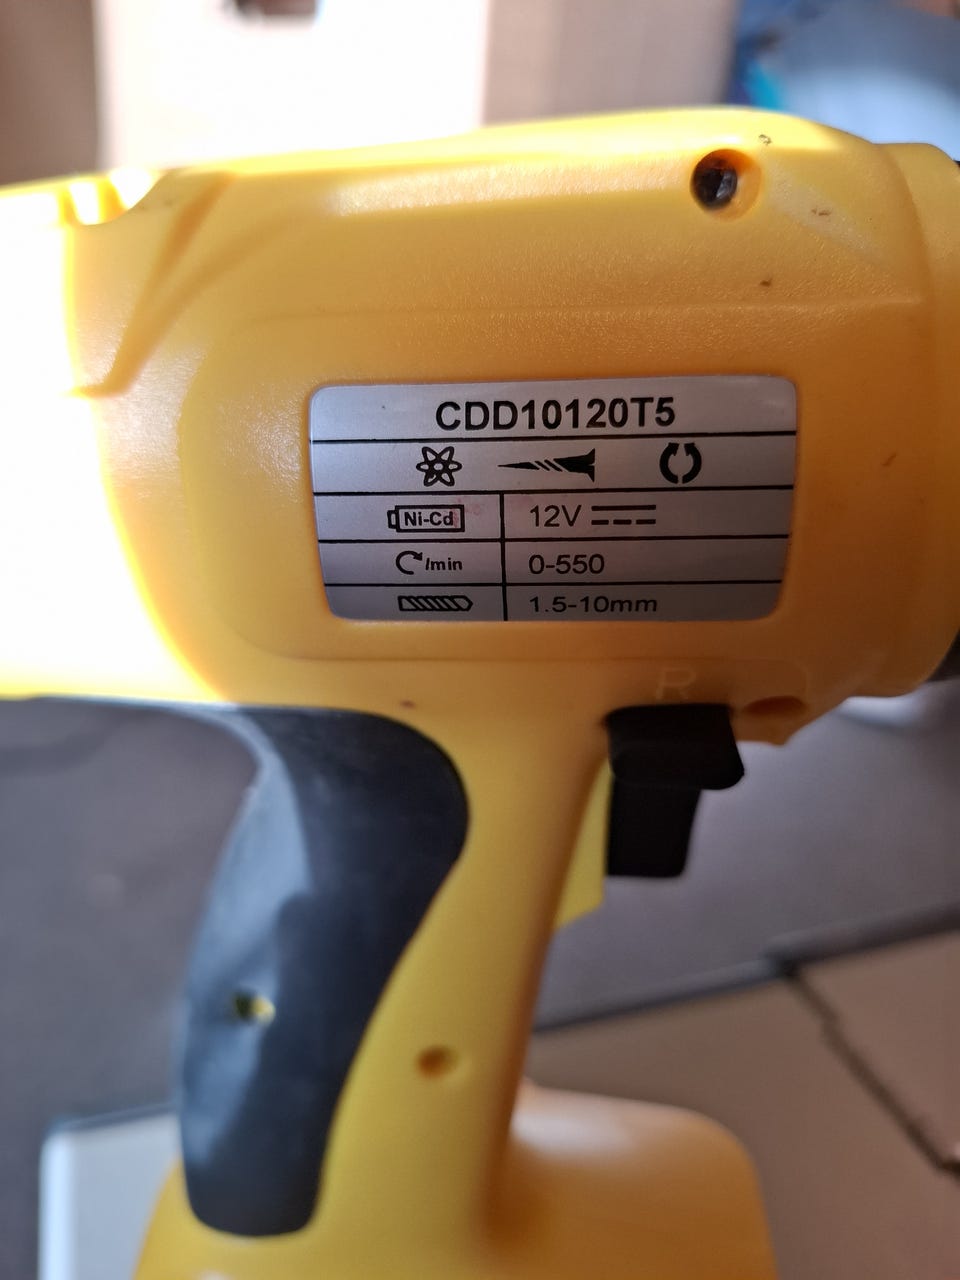 CDD10120T5
Ni-Cd 12V
/min 0-550
1.5-10mm
R